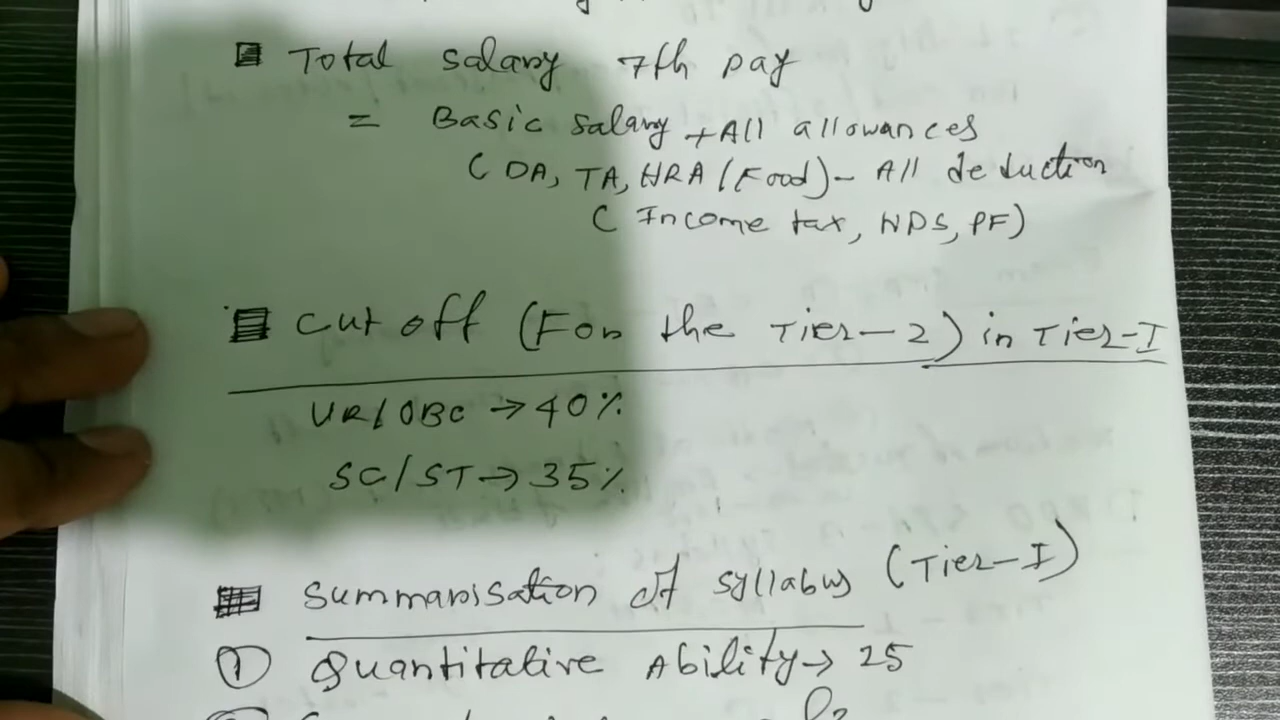 Total salary 7th pay
= Basic salary + All allowances
( DA, TA, HRA (Food) - All deduction
( Income tax, NPS, PF)
Cut off (For the Tier-2) in Tier-I
UR/OBC → 40%
SC/ST → 35%
Summarisation of syllabus (Tier-I)
① Quantitative Ability → 25